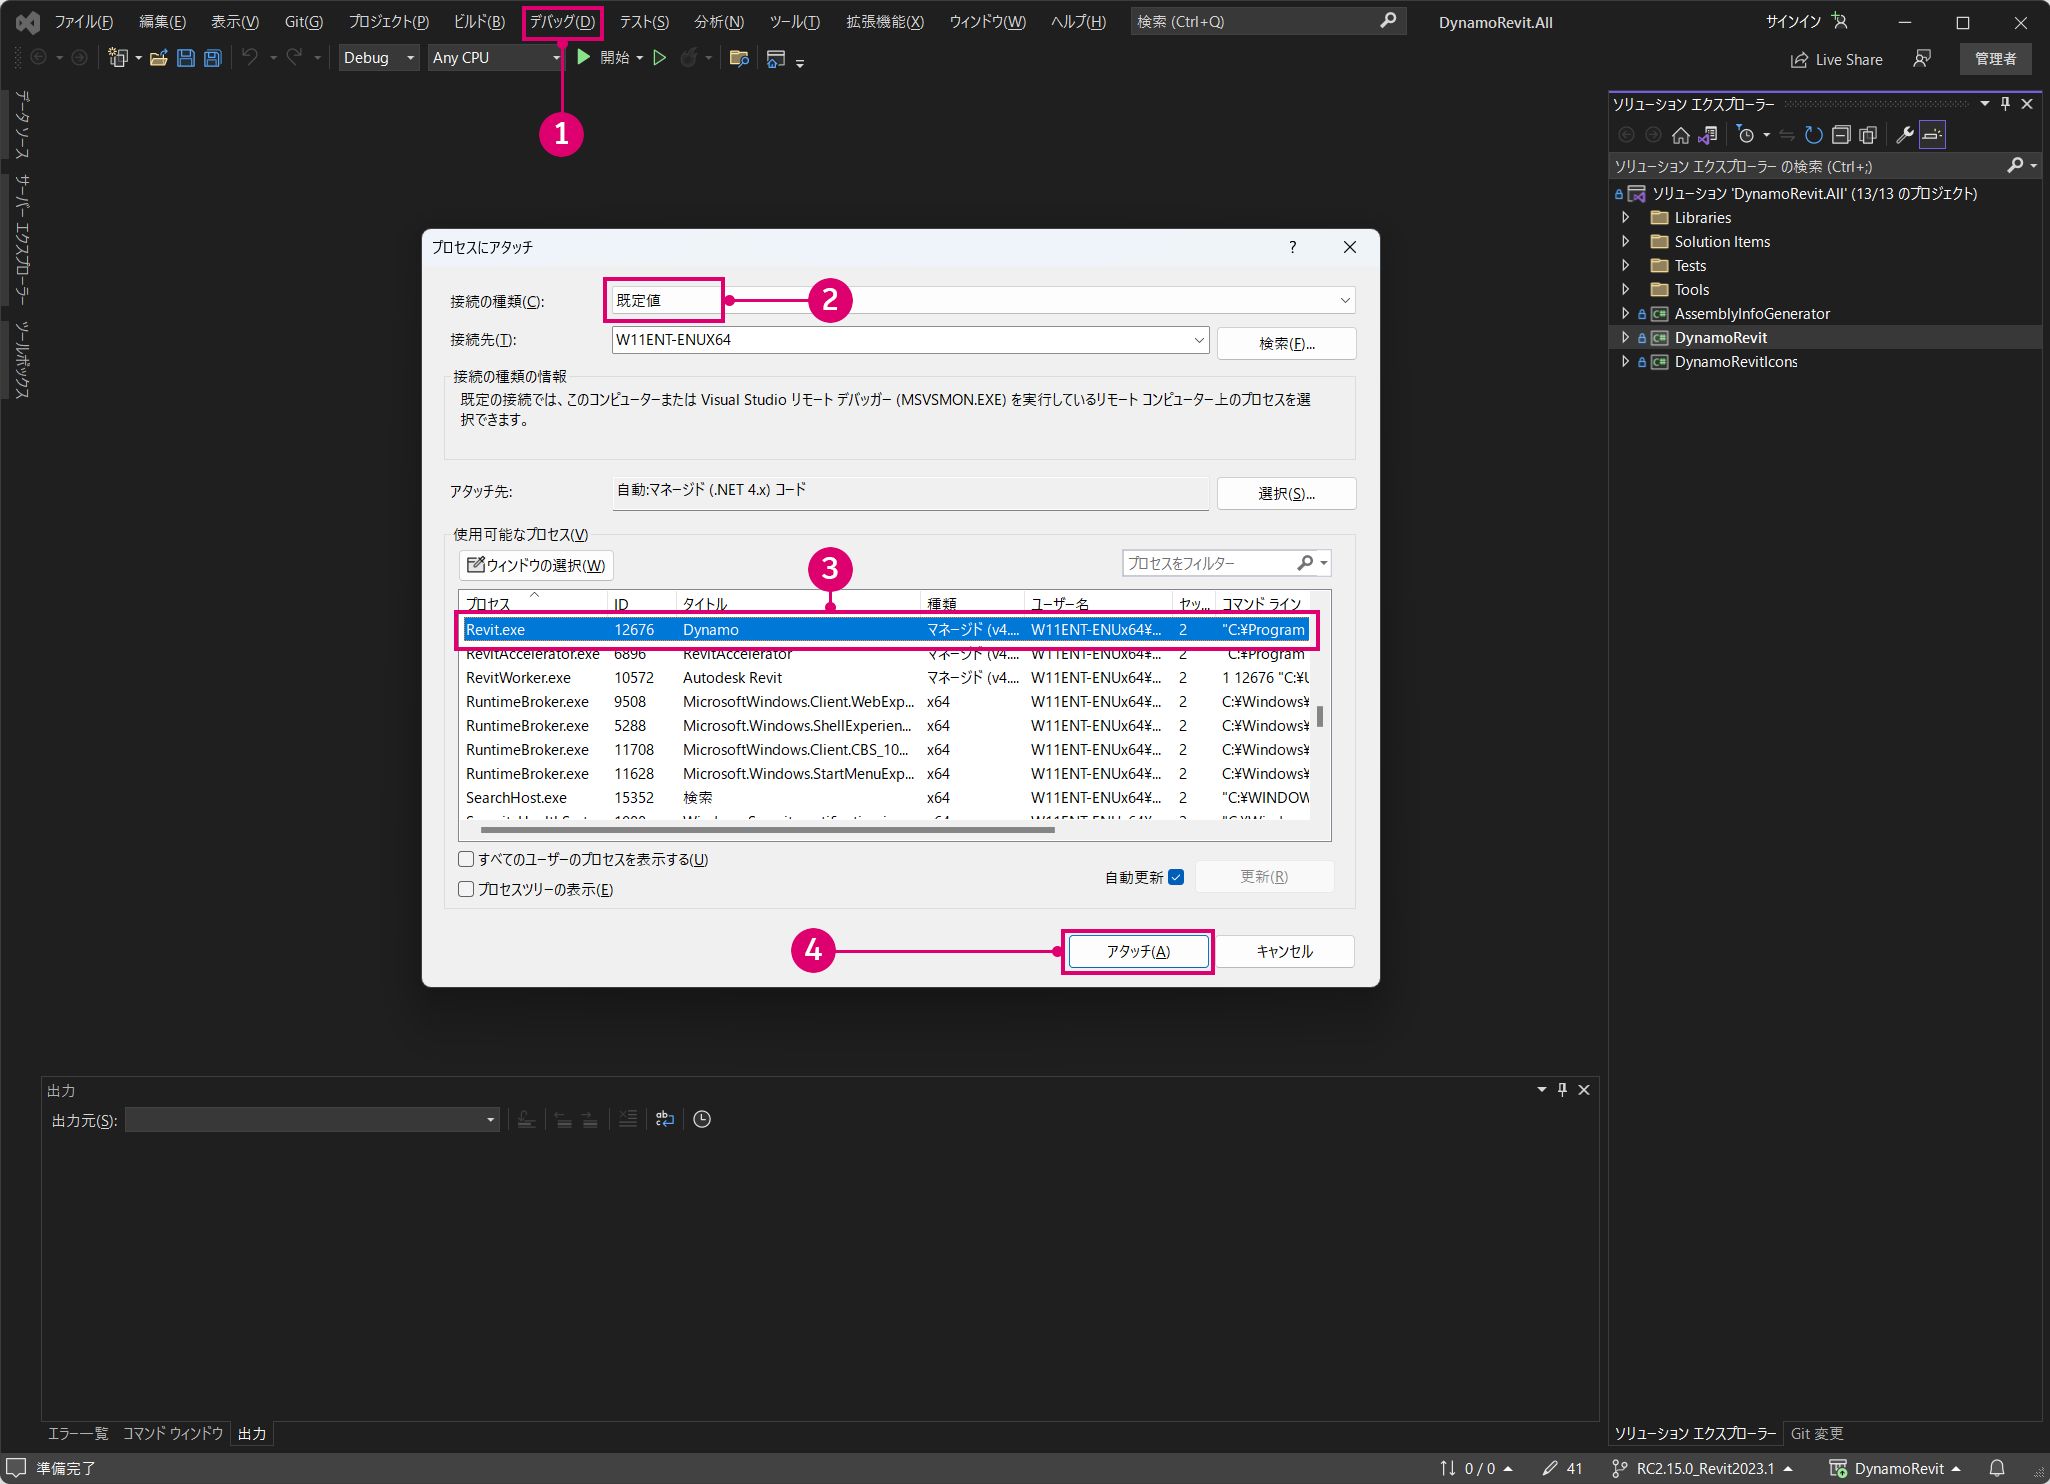 ファイル(F) 編集(E) 表示(V) Git(G) プロジェクト(P) ビルド(B) デバッグ(D) テスト(S) 分析(N) ツール(T) 拡張機能(X) ウィンドウ(W) ヘルプ(H) 検索 (Ctrl+Q) DynamoRevit.All サインイン
Debug Any CPU 開始 Live Share 管理者
1
データ ソース
サーバー エクスプローラー
ツールボックス
ソリューション エクスプローラー
ソリューション エクスプローラー の検索 (Ctrl+;)
ソリューション 'DynamoRevit.All' (13/13 のプロジェクト)
Libraries
Solution Items
Tests
Tools
AssemblyInfoGenerator
DynamoRevit
DynamoRevitIcons
プロセスにアタッチ ?
接続の種類(C): 既定値 2
接続先(T): W11ENT-ENUX64 検索(F)...
接続の種類の情報
既定の接続では、このコンピューターまたは Visual Studio リモート デバッガー (MSVSMON.EXE) を実行しているリモート コンピューター上のプロセスを選
択できます。
アタッチ先: 自動:マネージド (.NET 4.x) コード 選択(S)...
使用可能なプロセス(V)
ウィンドウの選択(W) 3 プロセスをフィルター
プロセス ID タイトル 種類 ユーザー名 セッ... コマンド ライン
Revit.exe 12676 Dynamo マネージド (v4.... W11ENT-ENUx64¥... 2 "C:¥Program
RevitAccelerator.exe 6896 RevitAccelerator マネージド (v4.... W11ENT-ENUx64¥... 2 "C:¥Program
RevitWorker.exe 10572 Autodesk Revit マネージド (v4.... W11ENT-ENUx64¥... 2 1 12676 "C:¥U
RuntimeBroker.exe 9508 MicrosoftWindows.Client.WebExp... x64 W11ENT-ENUx64¥... 2 C:¥Windows¥
RuntimeBroker.exe 5288 Microsoft.Windows.ShellExperien... x64 W11ENT-ENUx64¥... 2 C:¥Windows¥
RuntimeBroker.exe 11708 MicrosoftWindows.Client.CBS_10... x64 W11ENT-ENUx64¥... 2 C:¥Windows¥
RuntimeBroker.exe 11628 Microsoft.Windows.StartMenuExp... x64 W11ENT-ENUx64¥... 2 C:¥Windows¥
SearchHost.exe 15352 検索 x64 W11ENT-ENUx64¥... 2 "C:¥WINDOW
すべてのユーザーのプロセスを表示する(U)
プロセスツリーの表示(E)
自動更新 更新(R)
4 アタッチ(A) キャンセル
出力
出力元(S):
エラー一覧 コマンド ウィンドウ 出力
ソリューション エクスプローラー Git 変更
準備完了 0 / 0 41 RC2.15.0_Revit2023.1 DynamoRevit